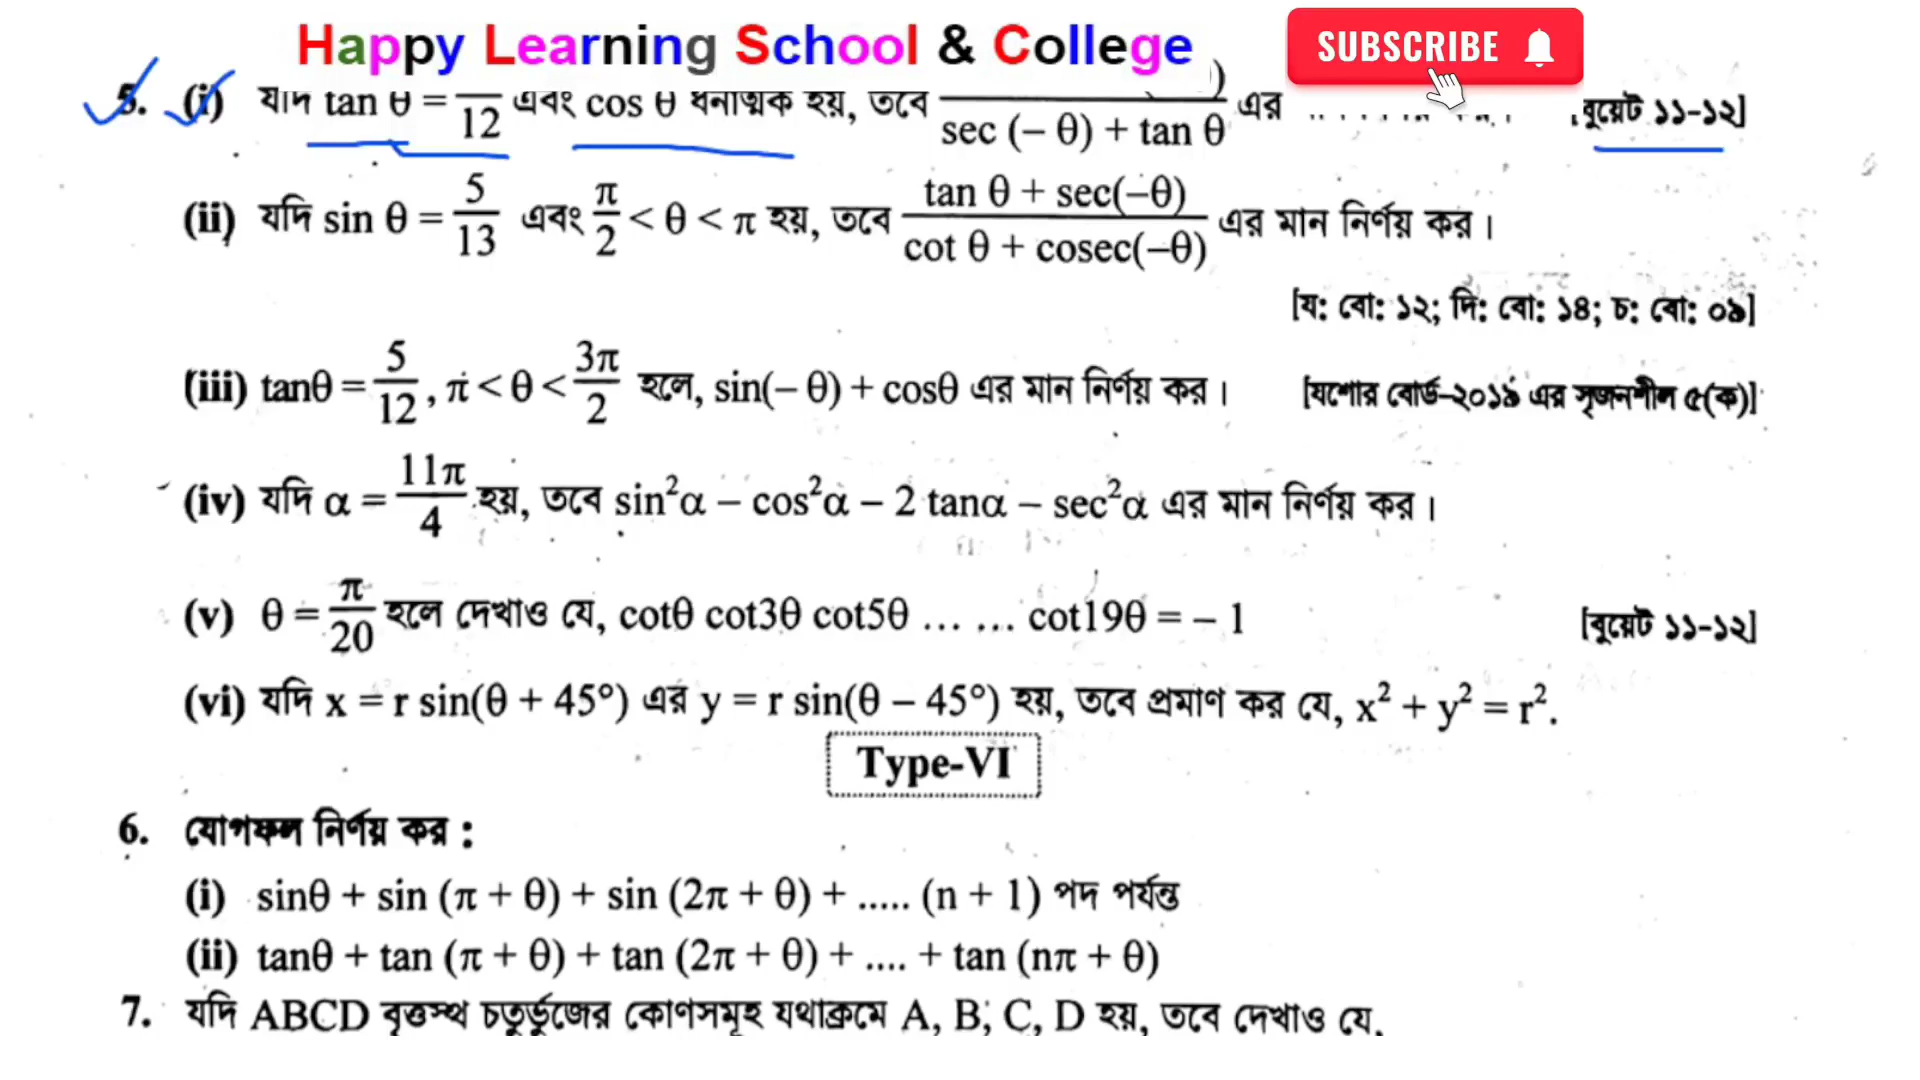 Happy Learning School & College
SUBSCRIBE
5. (i) যদি tan θ = 12 এবং cos θ ধনাত্মক হয়, তবে ) / sec (– θ) + tan θ এর [বুয়েট ১১-১২]
(ii) যদি sin θ = 5/13 এবং π/2 < θ < π হয়, তবে tan θ + sec(–θ) / cot θ + cosec(–θ) এর মান নির্ণয় কর।
[য: বো: ১২; দি: বো: ১৪; চ: বো: ০৯]
(iii) tanθ = 5/12, π < θ < 3π/2 হলে, sin(– θ) + cosθ এর মান নির্ণয় কর। [যশোর বোর্ড-২০১৯ এর সৃজনশীল ৫(ক)]
(iv) যদি α = 11π/4 হয়, তবে sin²α – cos²α – 2 tanα – sec²α এর মান নির্ণয় কর।
(v) θ = π/20 হলে দেখাও যে, cotθ cot3θ cot5θ ... ... cot19θ = – 1 [বুয়েট ১১-১২]
(vi) যদি x = r sin(θ + 45°) এর y = r sin(θ – 45°) হয়, তবে প্রমাণ কর যে, x² + y² = r².
Type-VI
6. যোগফল নির্ণয় কর :
(i) sinθ + sin (π + θ) + sin (2π + θ) + ..... (n + 1) পদ পর্যন্ত
(ii) tanθ + tan (π + θ) + tan (2π + θ) + .... + tan (nπ + θ)
7. যদি ABCD বৃত্তস্থ চতুর্ভুজের কোণসমূহ যথাক্রমে A, B, C, D হয়, তবে দেখাও যে,